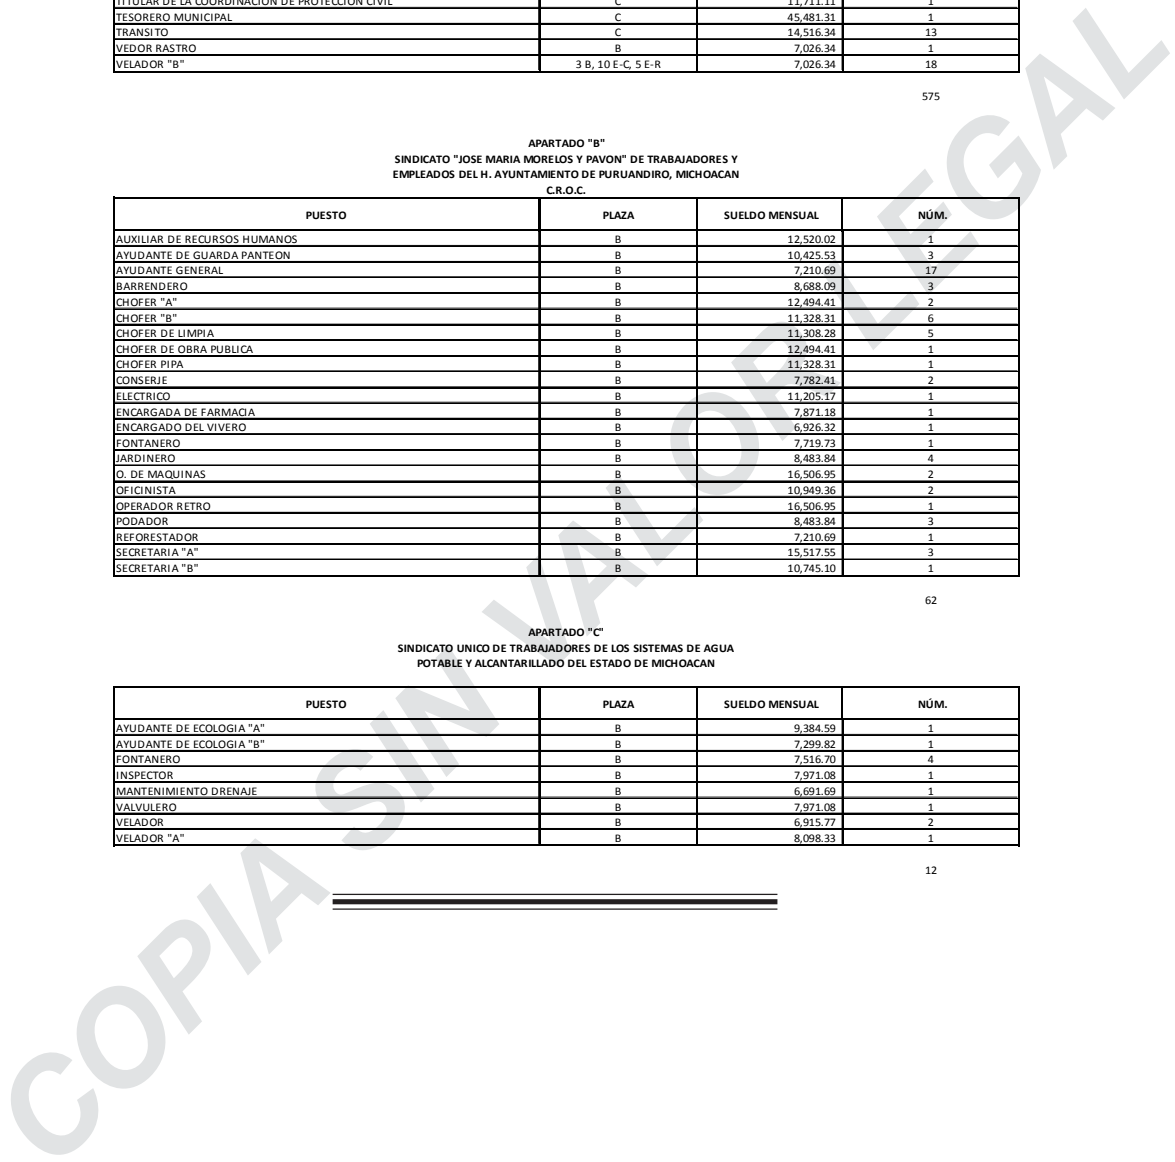 TITULAR DE LA COORDINACION DE PROTECCION CIVIL C 11,711.11 1
TESORERO MUNICIPAL C 45,481.31 1
TRANSITO C 14,516.34 13
VEDOR RASTRO B 7,026.34 1
VELADOR "B" 3 B, 10 E-C, 5 E-R 7,026.34 18
575
APARTADO "B"
SINDICATO "JOSE MARIA MORELOS Y PAVON" DE TRABAJADORES Y
EMPLEADOS DEL H. AYUNTAMIENTO DE PURUANDIRO, MICHOACAN
C.R.O.C.
PUESTO PLAZA SUELDO MENSUAL NÚM.
AUXILIAR DE RECURSOS HUMANOS B 12,520.02 1
AYUDANTE DE GUARDA PANTEON B 10,425.53 3
AYUDANTE GENERAL B 7,210.69 17
BARRENDERO B 8,688.09 3
CHOFER "A" B 12,494.41 2
CHOFER "B" B 11,328.31 6
CHOFER DE LIMPIA B 11,308.28 5
CHOFER DE OBRA PUBLICA B 12,494.41 1
CHOFER PIPA B 11,328.31 1
CONSERJE B 7,782.41 2
ELECTRICO B 11,205.17 1
ENCARGADA DE FARMACIA B 7,871.18 1
ENCARGADO DEL VIVERO B 6,926.32 1
FONTANERO B 7,719.73 1
JARDINERO B 8,483.84 4
O. DE MAQUINAS B 16,506.95 2
OFICINISTA B 10,949.36 2
OPERADOR RETRO B 16,506.95 1
PODADOR B 8,483.84 3
REFORESTADOR B 7,210.69 1
SECRETARIA "A" B 15,517.55 3
SECRETARIA "B" B 10,745.10 1
62
APARTADO "C"
SINDICATO UNICO DE TRABAJADORES DE LOS SISTEMAS DE AGUA
POTABLE Y ALCANTARILLADO DEL ESTADO DE MICHOACAN
PUESTO PLAZA SUELDO MENSUAL NÚM.
AYUDANTE DE ECOLOGIA "A" B 9,384.59 1
AYUDANTE DE ECOLOGIA "B" B 7,299.82 1
FONTANERO B 7,516.70 4
INSPECTOR B 7,971.08 1
MANTENIMIENTO DRENAJE B 6,691.69 1
VALVULERO B 7,971.08 1
VELADOR B 6,915.77 2
VELADOR "A" B 8,098.33 1
12
COPIA SIN VALOR LEGAL